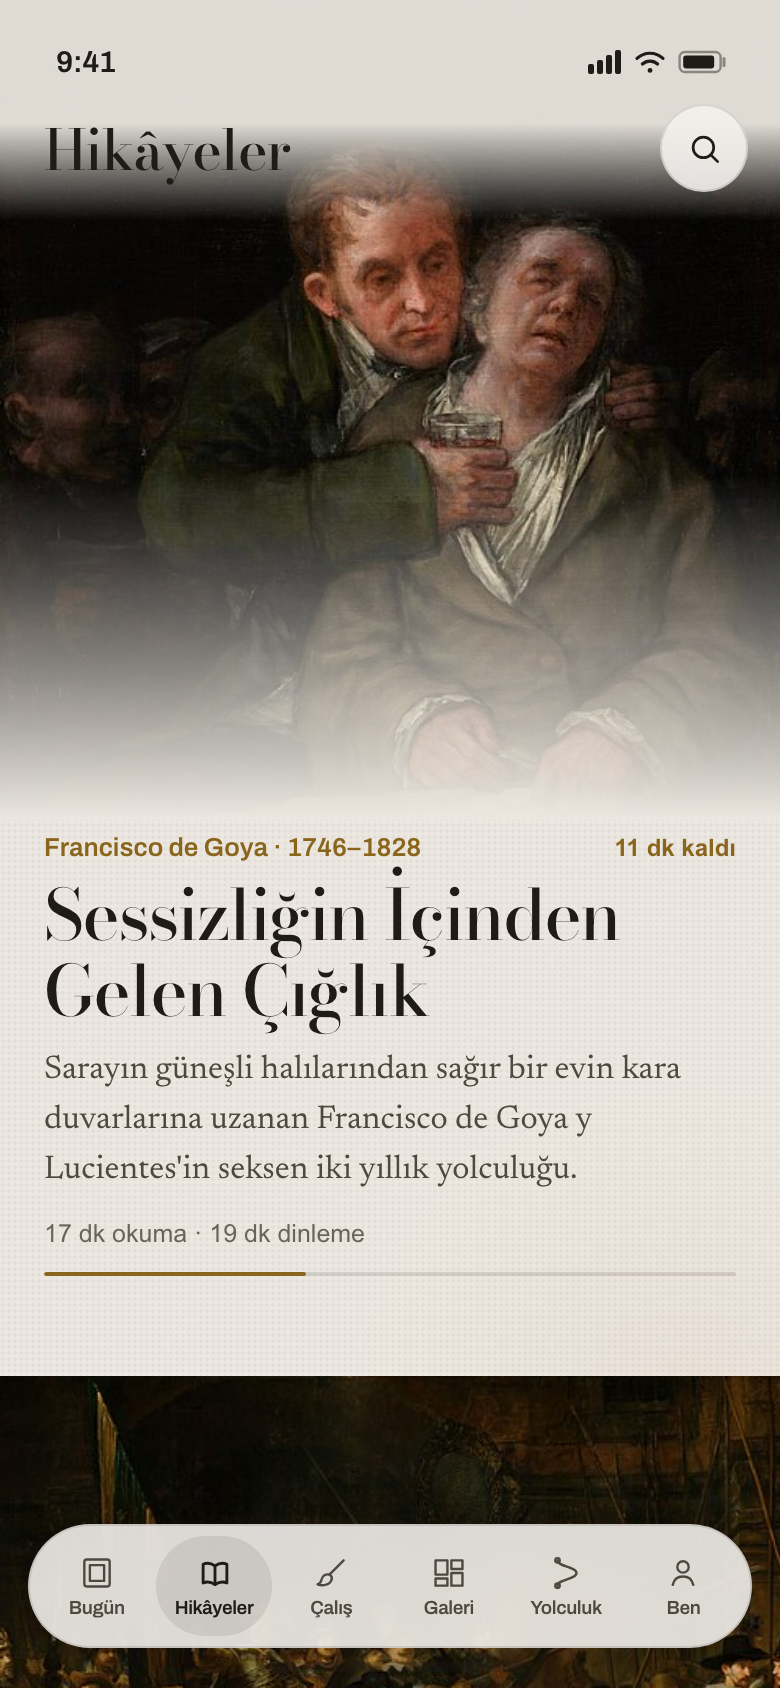 9:41
Hikâyeler
Francisco de Goya · 1746–1828
11 dk kaldı
Sessizliğin İçinden
Gelen Çığlık
Sarayın güneşli halılarından sağır bir evin kara
duvarlarına uzanan Francisco de Goya y
Lucientes'in seksen iki yıllık yolculuğu.
17 dk okuma · 19 dk dinleme
Bugün
Hikâyeler
Çalış
Galeri
Yolculuk
Ben